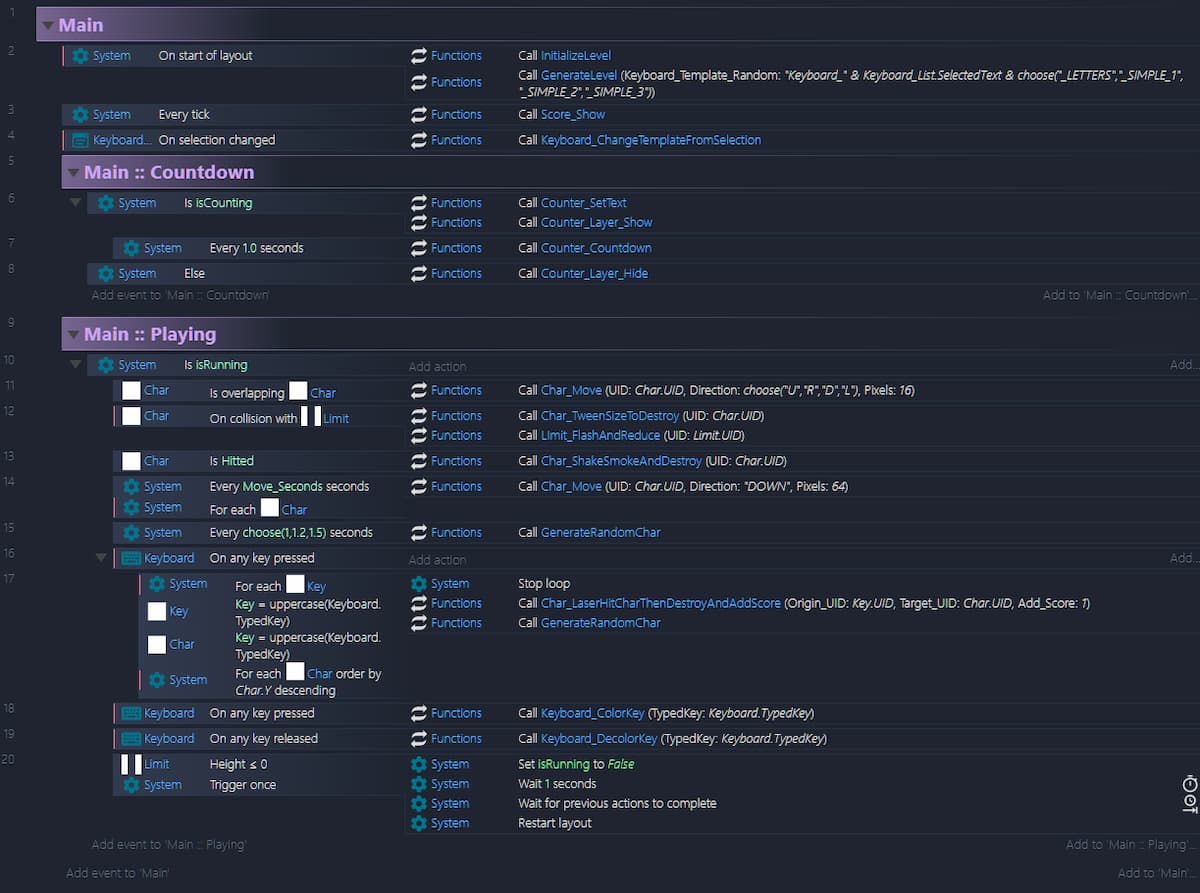 1
Main
2
System On start of layout Functions Call InitializeLevel
Functions Call GenerateLevel (Keyboard_Template_Random: "Keyboard_" & Keyboard_List.SelectedText & choose("_LETTERS","_SIMPLE_1",
"_SIMPLE_2","_SIMPLE_3"))
3 System Every tick Functions Call Score_Show
4 Keyboard... On selection changed Functions Call Keyboard_ChangeTemplateFromSelection
5
Main :: Countdown
6 System Is isCounting Functions Call Counter_SetText
Functions Call Counter_Layer_Show
7 System Every 1.0 seconds Functions Call Counter_Countdown
8 System Else Functions Call Counter_Layer_Hide
Add event to 'Main :: Countdown' Add to 'Main :: Countdown'...
9
Main :: Playing
10 System Is isRunning Add action Add...
11 Char Is overlapping Char Functions Call Char_Move (UID: Char.UID, Direction: choose("U","R","D","L"), Pixels: 16)
12 Char On collision with Limit Functions Call Char_TweenSizeToDestroy (UID: Char.UID)
Functions Call LImit_FlashAndReduce (UID: Limit.UID)
13 Char Is Hitted Functions Call Char_ShakeSmokeAndDestroy (UID: Char.UID)
14 System Every Move_Seconds seconds Functions Call Char_Move (UID: Char.UID, Direction: "DOWN", Pixels: 64)
System For each Char
15 System Every choose(1,1.2,1.5) seconds Functions Call GenerateRandomChar
16 Keyboard On any key pressed Add action Add...
17 System For each Key System Stop loop
Key Key = uppercase(Keyboard. Functions Call Char_LaserHitCharThenDestroyAndAddScore (Origin_UID: Key.UID, Target_UID: Char.UID, Add_Score: 1)
TypedKey) Functions Call GenerateRandomChar
Char Key = uppercase(Keyboard.
TypedKey)
System For each Char order by
Char.Y descending
18 Keyboard On any key pressed Functions Call Keyboard_ColorKey (TypedKey: Keyboard.TypedKey)
19 Keyboard On any key released Functions Call Keyboard_DecolorKey (TypedKey: Keyboard.TypedKey)
20 Limit Height ≤ 0 System Set isRunning to False
System Trigger once System Wait 1 seconds
System Wait for previous actions to complete
System Restart layout
Add event to 'Main :: Playing' Add to 'Main :: Playing'...
Add event to 'Main' Add to 'Main'...